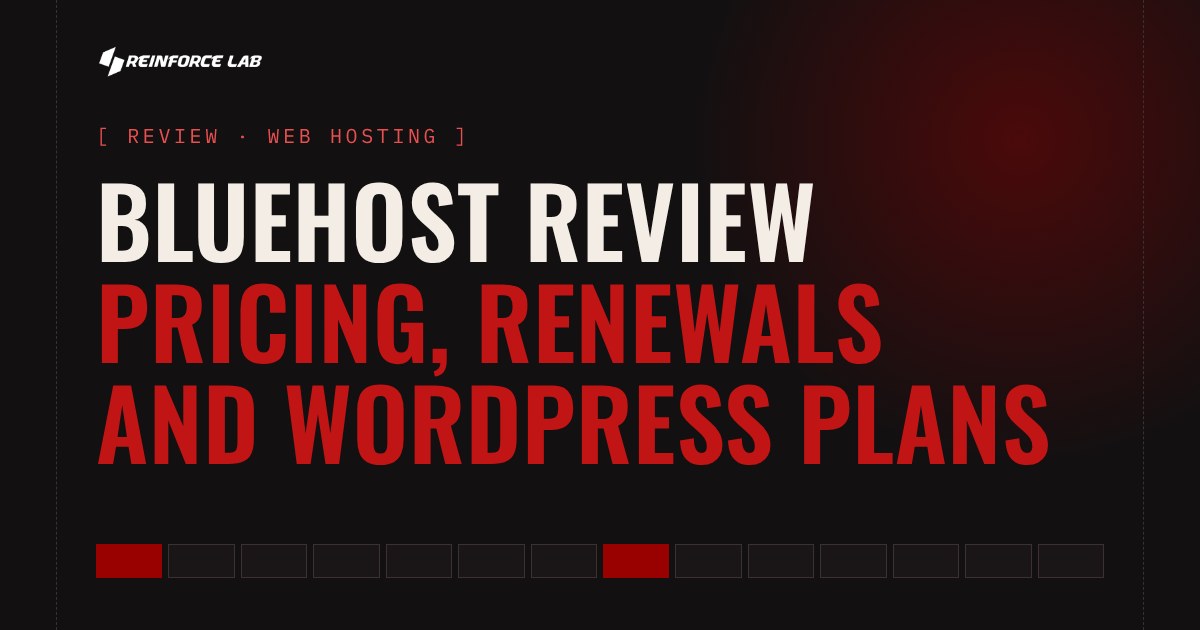 REINFORCE LAB
[ REVIEW · WEB HOSTING ]
BLUEHOST REVIEW
PRICING, RENEWALS
AND WORDPRESS PLANS